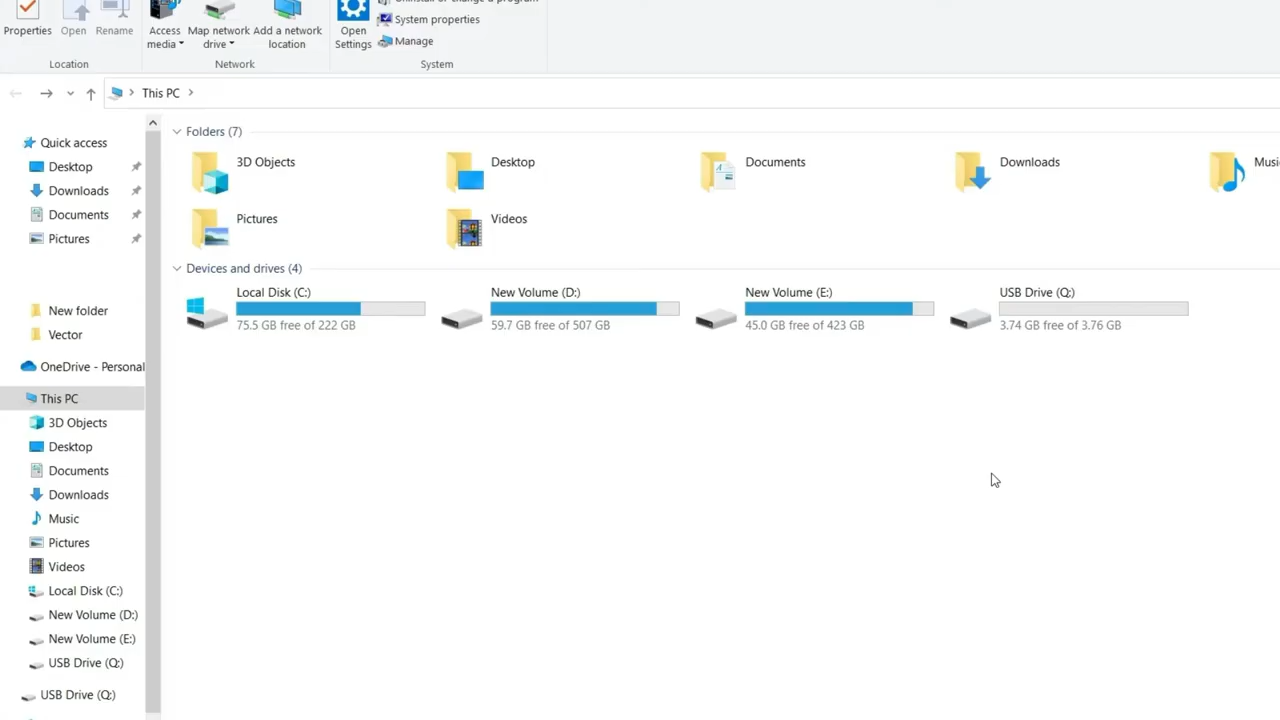 Uninstall or change a program
System properties
Manage
Properties
Open
Rename
Access media
Map network drive
Add a network location
Open Settings
Location
Network
System
This PC
Quick access
Desktop
Downloads
Documents
Pictures
New folder
Vector
OneDrive - Personal
This PC
3D Objects
Desktop
Documents
Downloads
Music
Pictures
Videos
Local Disk (C:)
New Volume (D:)
New Volume (E:)
USB Drive (Q:)
USB Drive (Q:)
Folders (7)
3D Objects
Desktop
Documents
Downloads
Musi
Pictures
Videos
Devices and drives (4)
Local Disk (C:)
75.5 GB free of 222 GB
New Volume (D:)
59.7 GB free of 507 GB
New Volume (E:)
45.0 GB free of 423 GB
USB Drive (Q:)
3.74 GB free of 3.76 GB